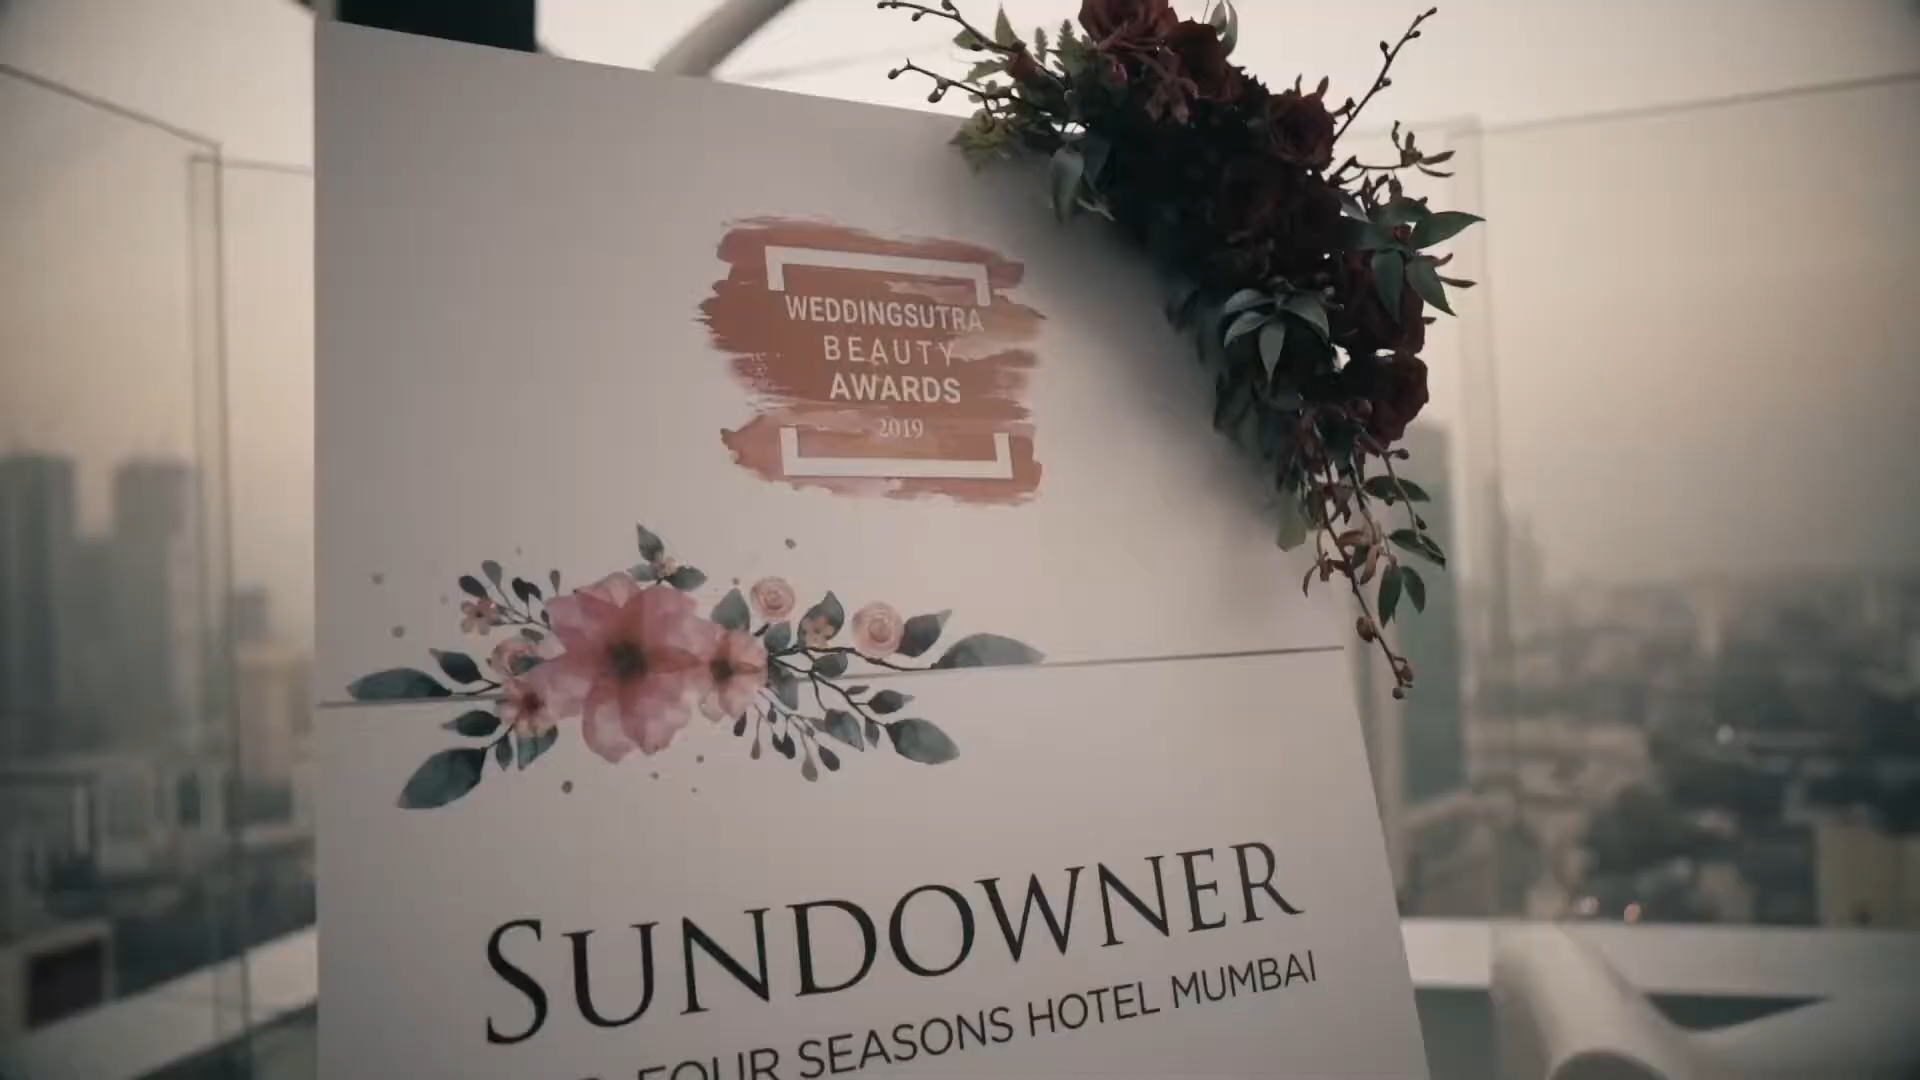 WEDDINGSUTRA
BEAUTY
AWARDS
2019
SUNDOWNER
FOUR SEASONS HOTEL MUMBAI